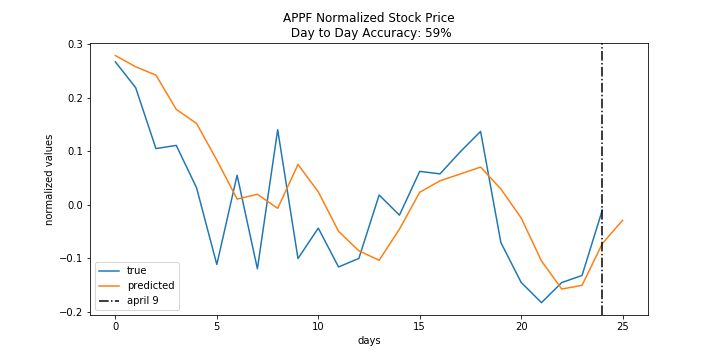 APPF Normalized Stock Price
Day to Day Accuracy: 59%
normalized values
0.3
0.2
0.1
0.0
−0.1
−0.2
true
predicted
april 9
0
5
10
15
20
25
days